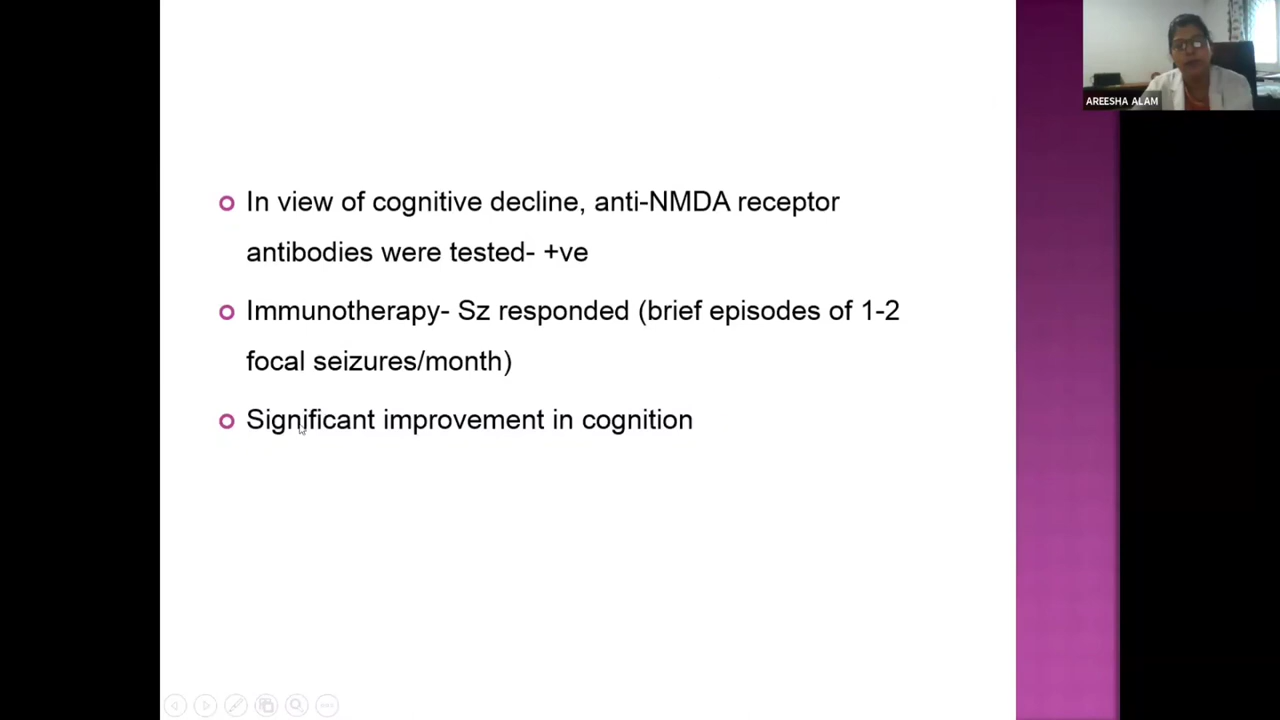 AREESHA ALAM
In view of cognitive decline, anti-NMDA receptor
antibodies were tested- +ve
Immunotherapy- Sz responded (brief episodes of 1-2
focal seizures/month)
Significant improvement in cognition